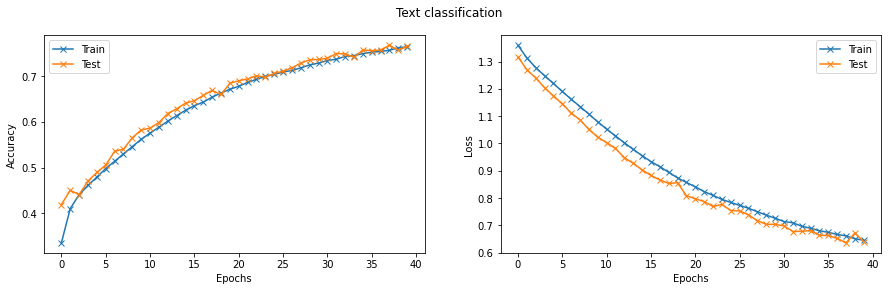 Text classification
Train
Test
Accuracy
0.7
0.6
0.5
0.4
0 5 10 15 20 25 30 35 40
Epochs
Train
Test
Loss
1.3
1.2
1.1
1.0
0.9
0.8
0.7
0.6
0 5 10 15 20 25 30 35 40
Epochs